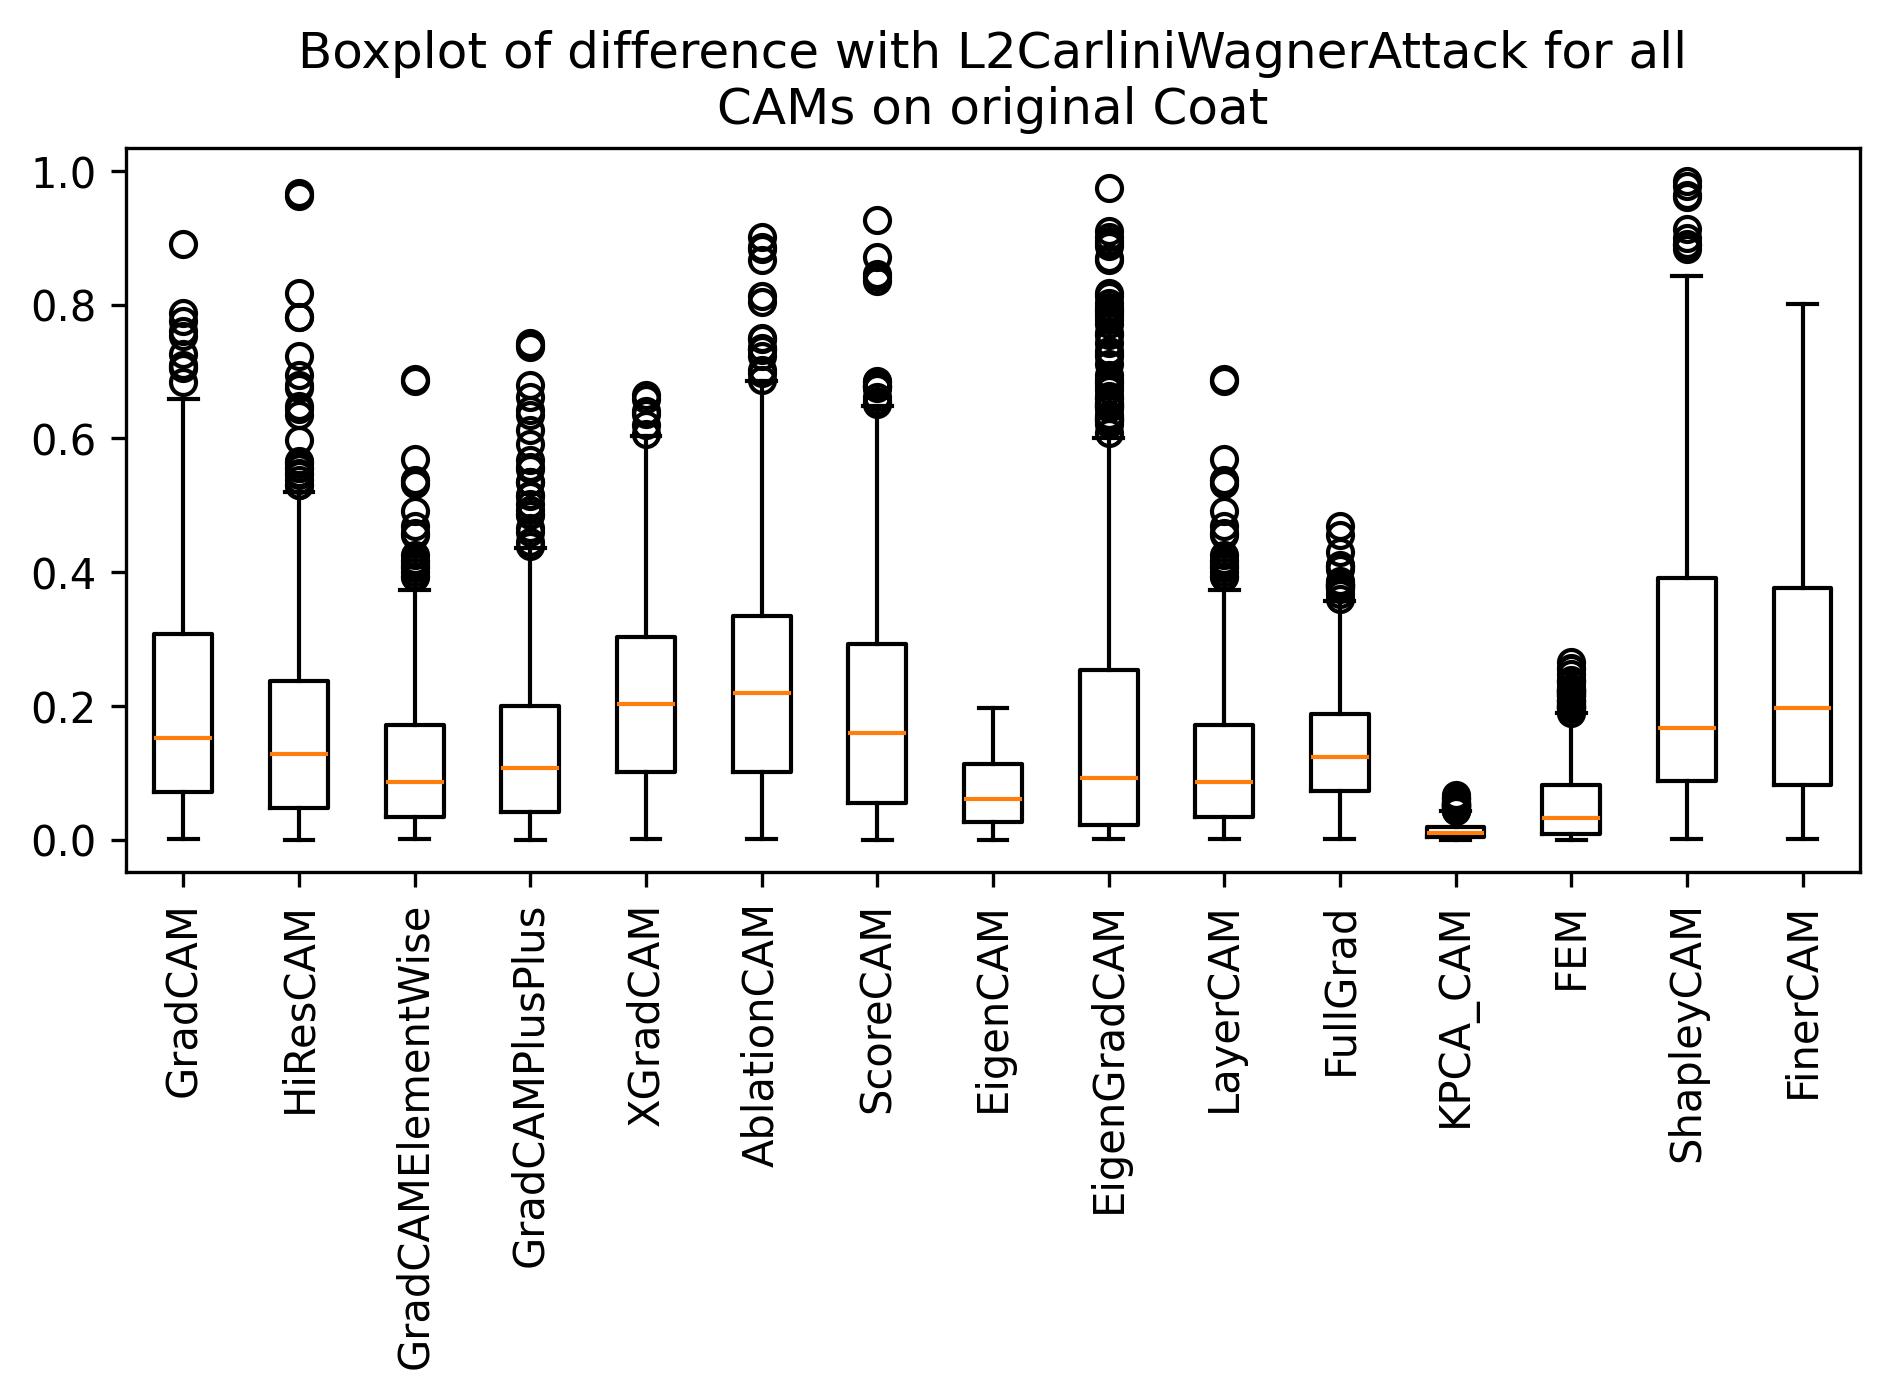 Boxplot of difference with L2CarliniWagnerAttack for all
CAMs on original Coat
1.0
0.8
0.6
0.4
0.2
0.0
GradCAM
HiResCAM
GradCAMElementWise
GradCAMPlusPlus
XGradCAM
AblationCAM
ScoreCAM
EigenCAM
EigenGradCAM
LayerCAM
FullGrad
KPCA_CAM
FEM
ShapleyCAM
FinerCAM